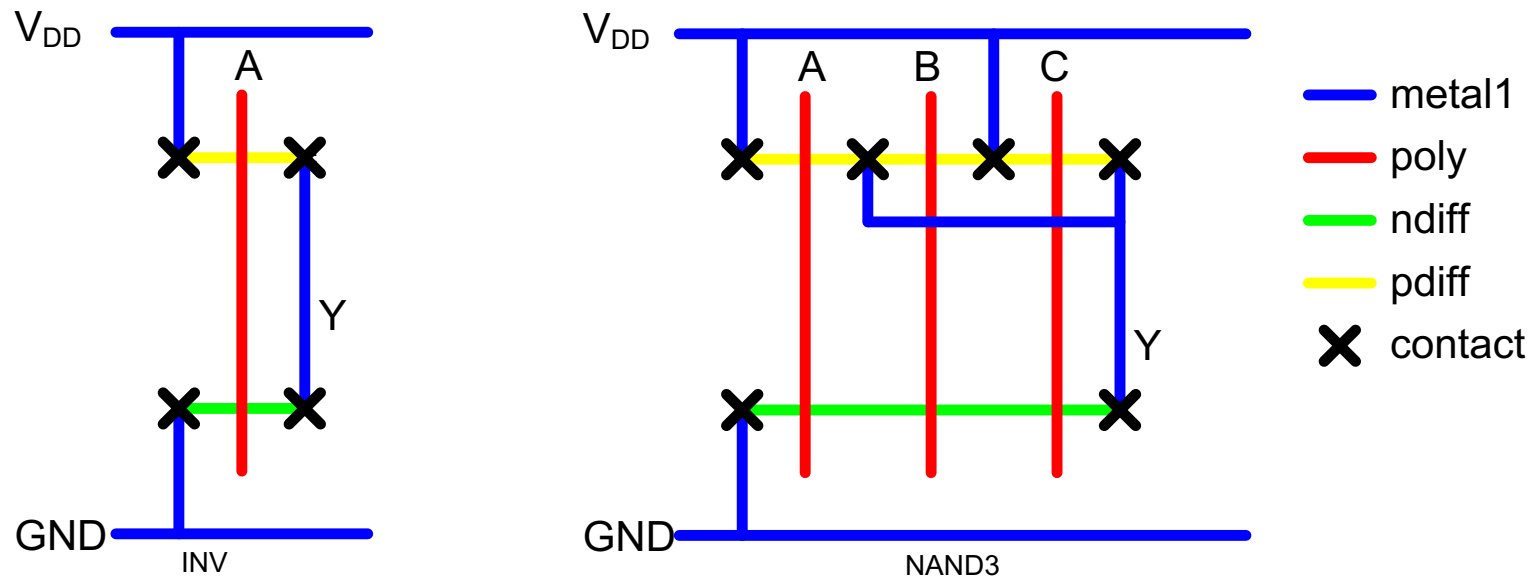 VDD
A
Y
GND
INV
VDD
A B C
Y
GND
NAND3
metal1
poly
ndiff
pdiff
contact